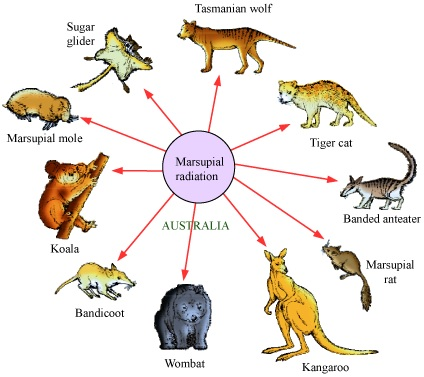 Tasmanian wolf
Sugar
glider
Marsupial mole
Tiger cat
Marsupial
radiation
Banded anteater
AUSTRALIA
Koala
Marsupial
rat
Bandicoot
Wombat
Kangaroo